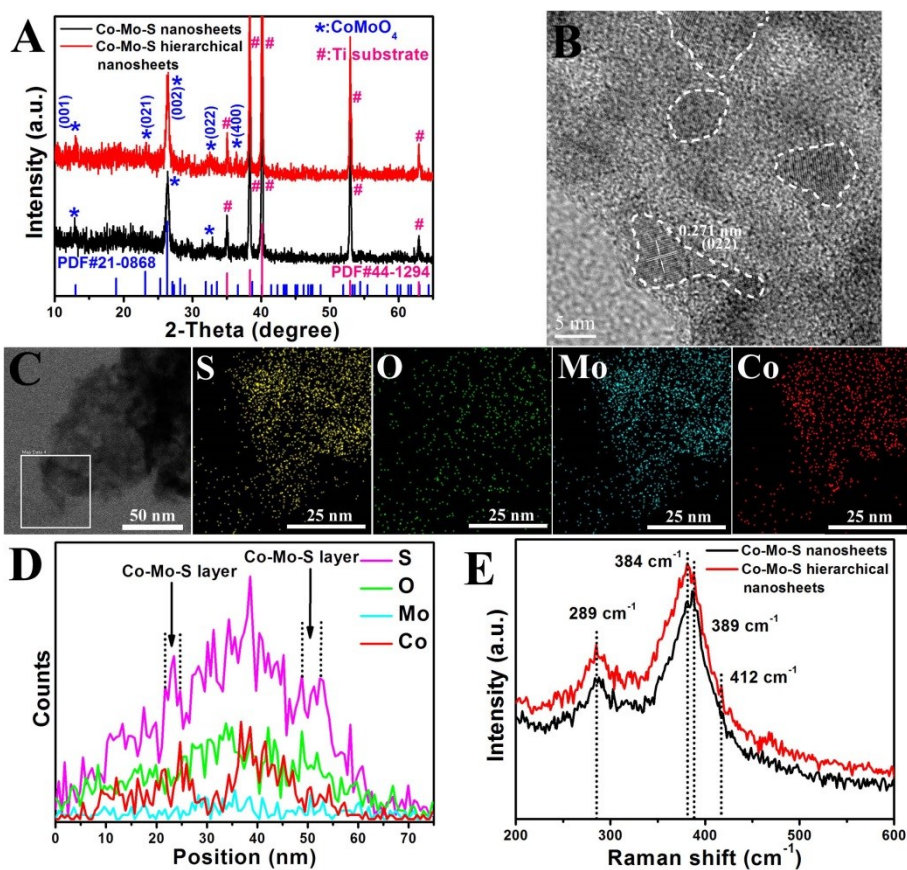 A
Co-Mo-S nanosheets
Co-Mo-S hierarchical
nanosheets
*:CoMoO4
#:Ti substrate
(001)
*
*(021)
(002)*
*(022)
*(400)
#
#
#
#
#
*
*
*
#
#
#
#
#
PDF#21-0868
PDF#44-1294
Intensity (a.u.)
10 20 30 40 50 60
2-Theta (degree)
B
0.271 nm
(022)
5 nm
C
50 nm
S
25 nm
O
25 nm
Mo
25 nm
Co
25 nm
D
Co-Mo-S layer
Co-Mo-S layer
S
O
Mo
Co
Counts
0 10 20 30 40 50 60 70
Position (nm)
E
Co-Mo-S nanosheets
Co-Mo-S hierarchical
nanosheets
384 cm-1
289 cm-1
389 cm-1
412 cm-1
Intensity (a.u.)
200 300 400 500 600
Raman shift (cm-1)